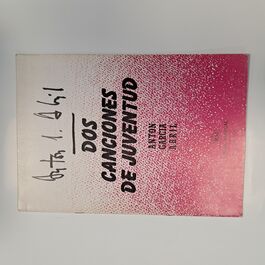 DOS
CANCIONES
DE JUVENTUD
ANTON
GARCIA
ABRIL